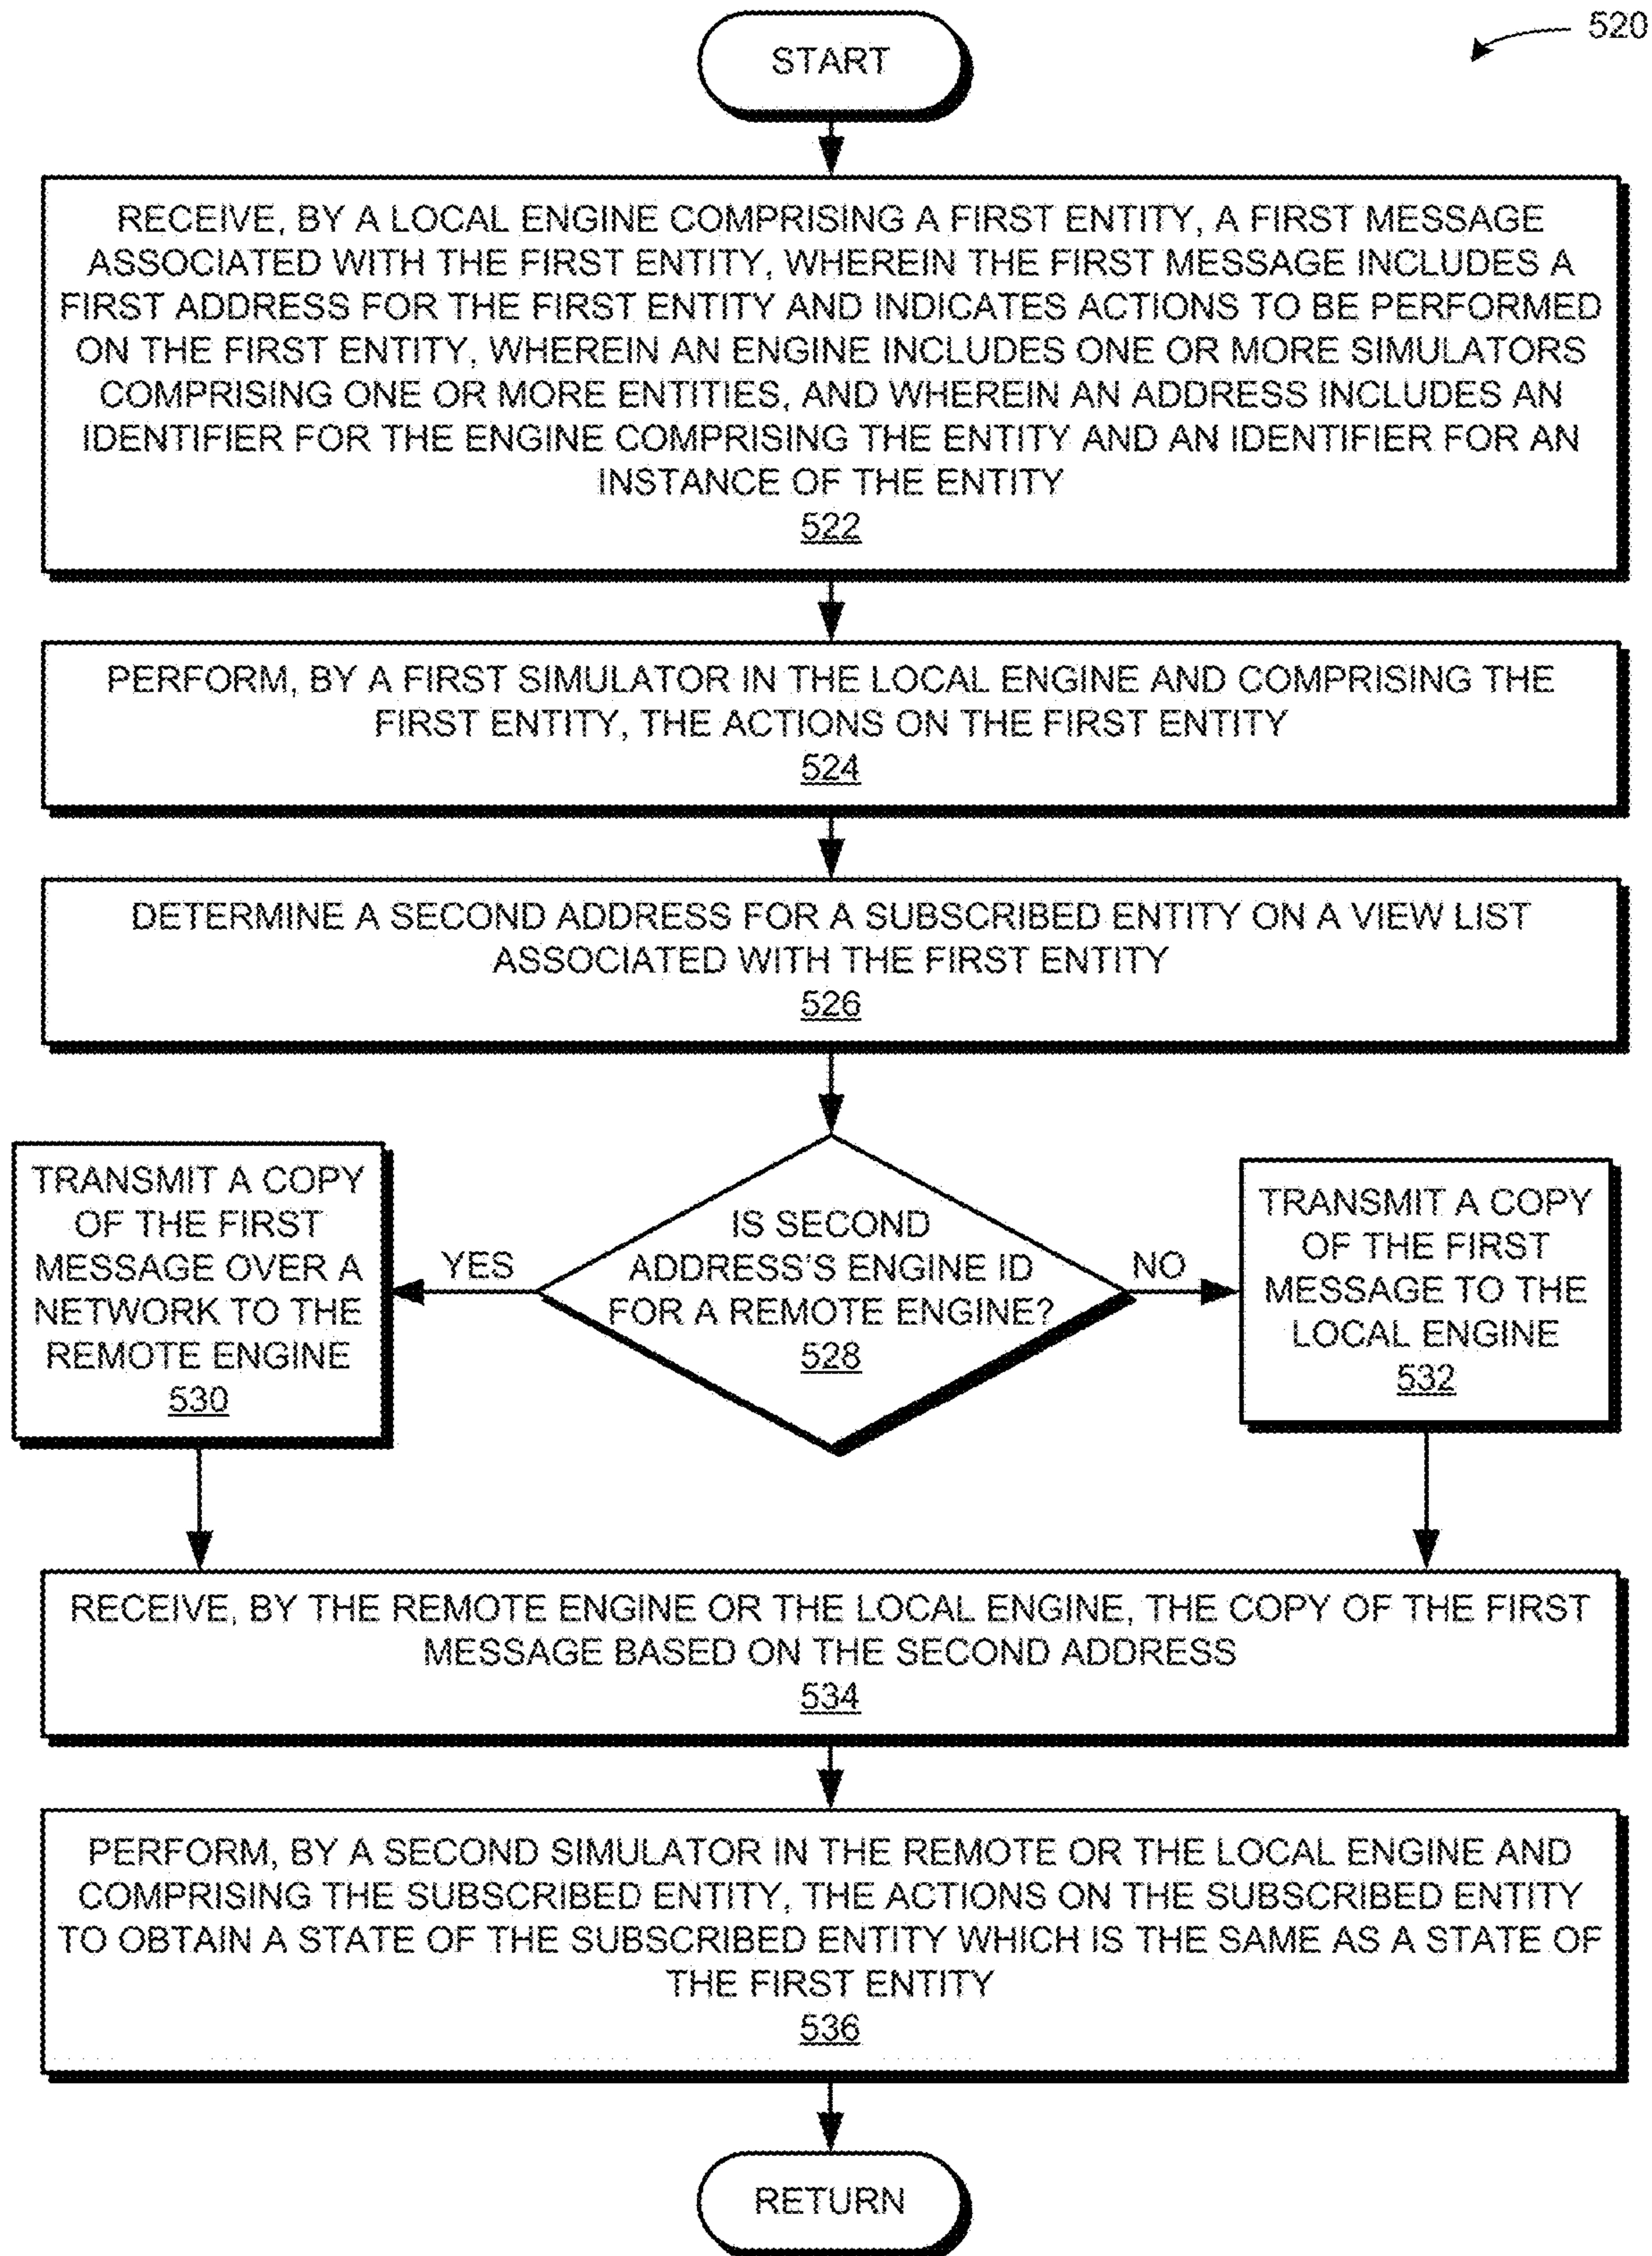 520
START
RECEIVE, BY A LOCAL ENGINE COMPRISING A FIRST ENTITY, A FIRST MESSAGE
ASSOCIATED WITH THE FIRST ENTITY, WHEREIN THE FIRST MESSAGE INCLUDES A
FIRST ADDRESS FOR THE FIRST ENTITY AND INDICATES ACTIONS TO BE PERFORMED
ON THE FIRST ENTITY, WHEREIN AN ENGINE INCLUDES ONE OR MORE SIMULATORS
COMPRISING ONE OR MORE ENTITIES, AND WHEREIN AN ADDRESS INCLUDES AN
IDENTIFIER FOR THE ENGINE COMPRISING THE ENTITY AND AN IDENTIFIER FOR AN
INSTANCE OF THE ENTITY
522
PERFORM, BY A FIRST SIMULATOR IN THE LOCAL ENGINE AND COMPRISING THE
FIRST ENTITY, THE ACTIONS ON THE FIRST ENTITY
524
DETERMINE A SECOND ADDRESS FOR A SUBSCRIBED ENTITY ON A VIEW LIST
ASSOCIATED WITH THE FIRST ENTITY
526
TRANSMIT A COPY
OF THE FIRST
MESSAGE OVER A
NETWORK TO THE
REMOTE ENGINE
530
YES
IS SECOND
ADDRESS'S ENGINE ID
FOR A REMOTE ENGINE?
528
NO
TRANSMIT A COPY
OF THE FIRST
MESSAGE TO THE
LOCAL ENGINE
532
RECEIVE, BY THE REMOTE ENGINE OR THE LOCAL ENGINE, THE COPY OF THE FIRST
MESSAGE BASED ON THE SECOND ADDRESS
534
PERFORM, BY A SECOND SIMULATOR IN THE REMOTE OR THE LOCAL ENGINE AND
COMPRISING THE SUBSCRIBED ENTITY, THE ACTIONS ON THE SUBSCRIBED ENTITY
TO OBTAIN A STATE OF THE SUBSCRIBED ENTITY WHICH IS THE SAME AS A STATE OF
THE FIRST ENTITY
536
RETURN